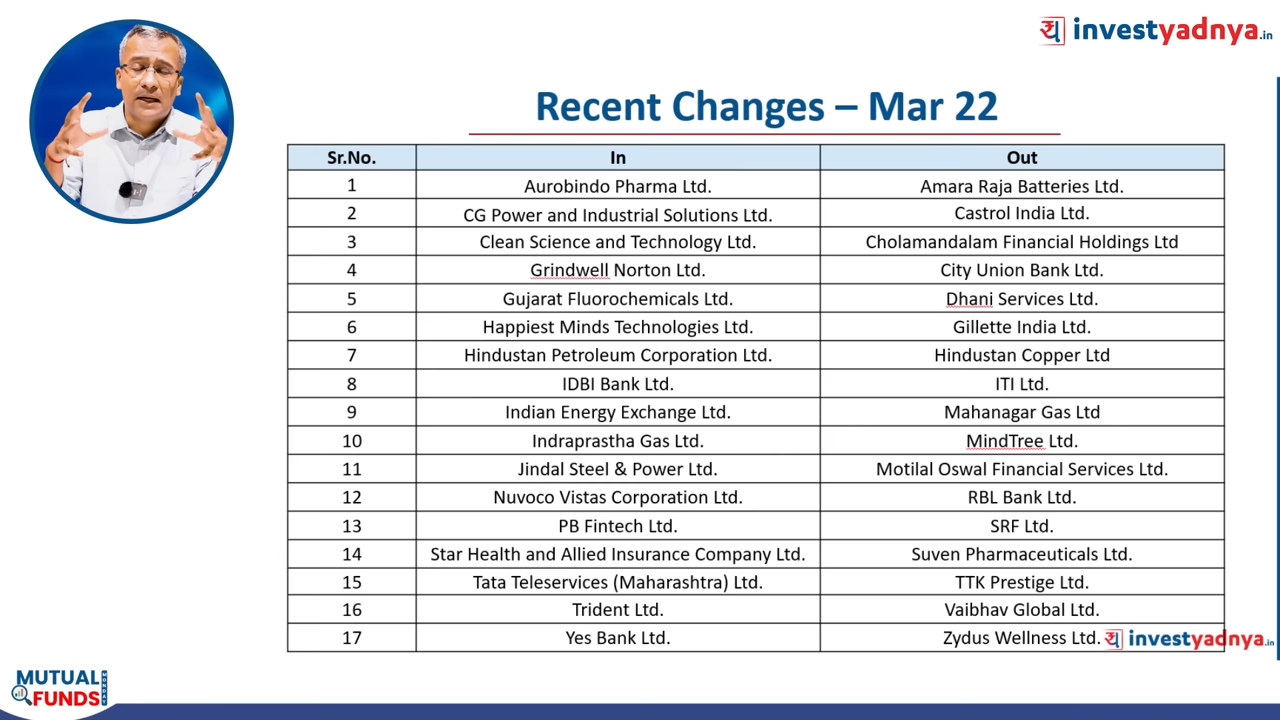 investyadnya.in
Recent Changes – Mar 22
Sr.No. In Out
1 Aurobindo Pharma Ltd. Amara Raja Batteries Ltd.
2 CG Power and Industrial Solutions Ltd. Castrol India Ltd.
3 Clean Science and Technology Ltd. Cholamandalam Financial Holdings Ltd
4 Grindwell Norton Ltd. City Union Bank Ltd.
5 Gujarat Fluorochemicals Ltd. Dhani Services Ltd.
6 Happiest Minds Technologies Ltd. Gillette India Ltd.
7 Hindustan Petroleum Corporation Ltd. Hindustan Copper Ltd
8 IDBI Bank Ltd. ITI Ltd.
9 Indian Energy Exchange Ltd. Mahanagar Gas Ltd
10 Indraprastha Gas Ltd. MindTree Ltd.
11 Jindal Steel & Power Ltd. Motilal Oswal Financial Services Ltd.
12 Nuvoco Vistas Corporation Ltd. RBL Bank Ltd.
13 PB Fintech Ltd. SRF Ltd.
14 Star Health and Allied Insurance Company Ltd. Suven Pharmaceuticals Ltd.
15 Tata Teleservices (Maharashtra) Ltd. TTK Prestige Ltd.
16 Trident Ltd. Vaibhav Global Ltd.
17 Yes Bank Ltd. Zydus Wellness Ltd.
investyadnya.in
MUTUAL
FUNDS